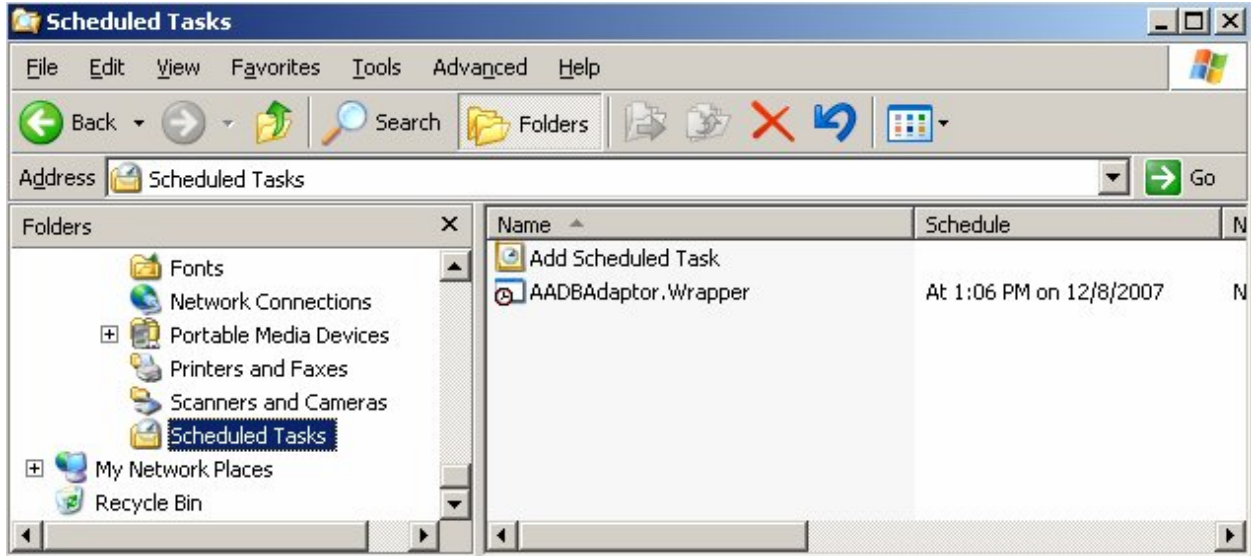 Scheduled Tasks
File Edit View Favorites Tools Advanced Help
Back Search Folders
Address Scheduled Tasks Go
Folders
Fonts
Network Connections
Portable Media Devices
Printers and Faxes
Scanners and Cameras
Scheduled Tasks
My Network Places
Recycle Bin
Name Schedule N
Add Scheduled Task
AADBAdaptor.Wrapper At 1:06 PM on 12/8/2007 N